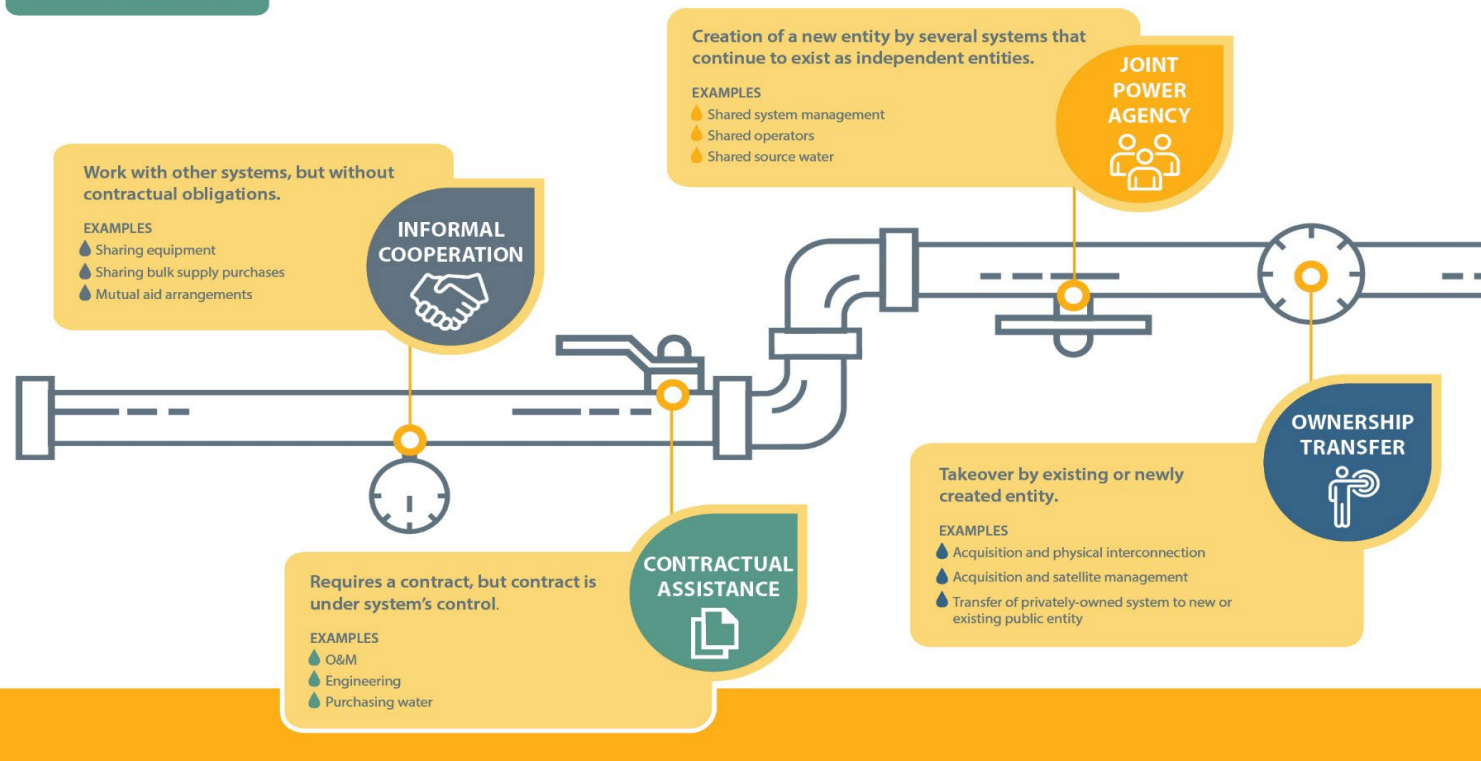 Work with other systems, but without
contractual obligations.
EXAMPLES
Sharing equipment
Sharing bulk supply purchases
Mutual aid arrangements
INFORMAL
COOPERATION
Requires a contract, but contract is
under system's control.
EXAMPLES
O&M
Engineering
Purchasing water
CONTRACTUAL
ASSISTANCE
Creation of a new entity by several systems that
continue to exist as independent entities.
EXAMPLES
Shared system management
Shared operators
Shared source water
JOINT
POWER
AGENCY
Takeover by existing or newly
created entity.
EXAMPLES
Acquisition and physical interconnection
Acquisition and satellite management
Transfer of privately-owned system to new or
existing public entity
OWNERSHIP
TRANSFER